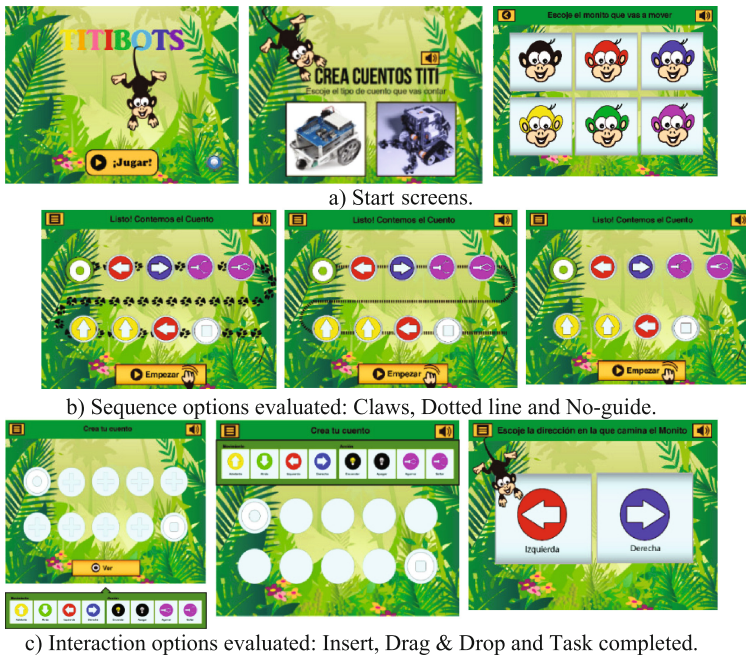 TITIBOTS
¡Jugar!
CREA CUENTOS TITI
Escoje el tipo de cuento que vas contar
Escoje el monito que vas a mover
a) Start screens.
Listo! Contemos el Cuento
Empezar
Listo! Contemos el Cuento
Empezar
Listo! Contemos el Cuento
Empezar
b) Sequence options evaluated: Claws, Dotted line and No-guide.
Crea tu cuento
Ver
Crea tu cuento
Escoje la dirección en la que camina el Monito
Izquierda
Derecha
c) Interaction options evaluated: Insert, Drag & Drop and Task completed.